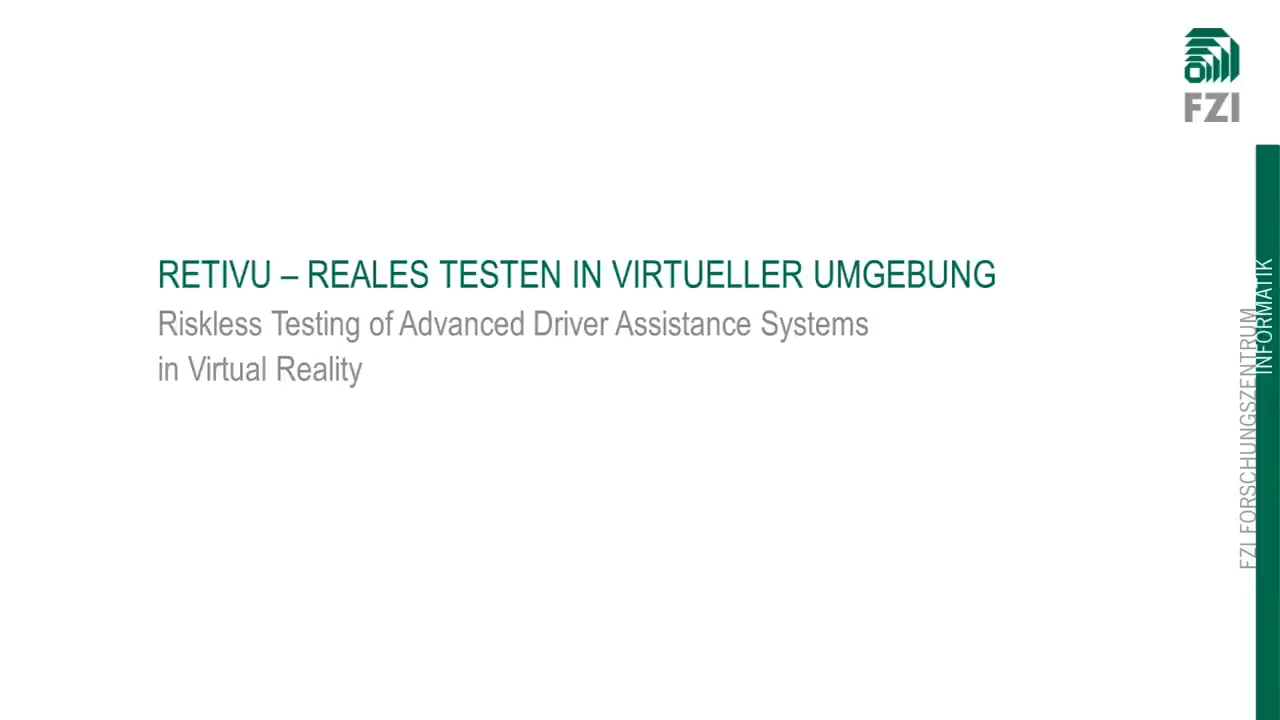 FZI
RETIVU – REALES TESTEN IN VIRTUELLER UMGEBUNG
Riskless Testing of Advanced Driver Assistance Systems
in Virtual Reality
FZI FORSCHUNGSZENTRUM
INFORMATIK